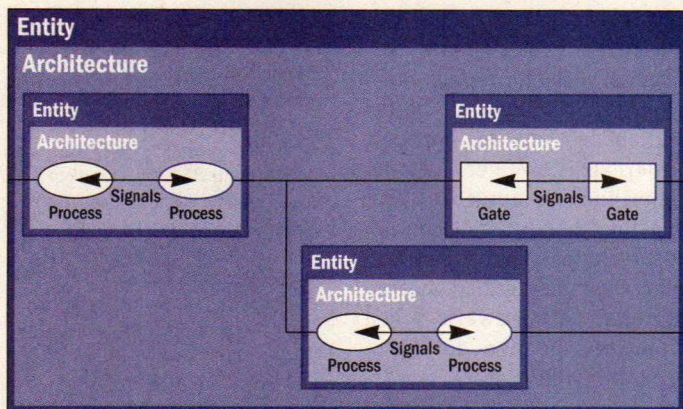 Entity
Architecture
Entity
Architecture
Signals
Process Process
Entity
Architecture
Signals
Gate Gate
Entity
Architecture
Signals
Process Process